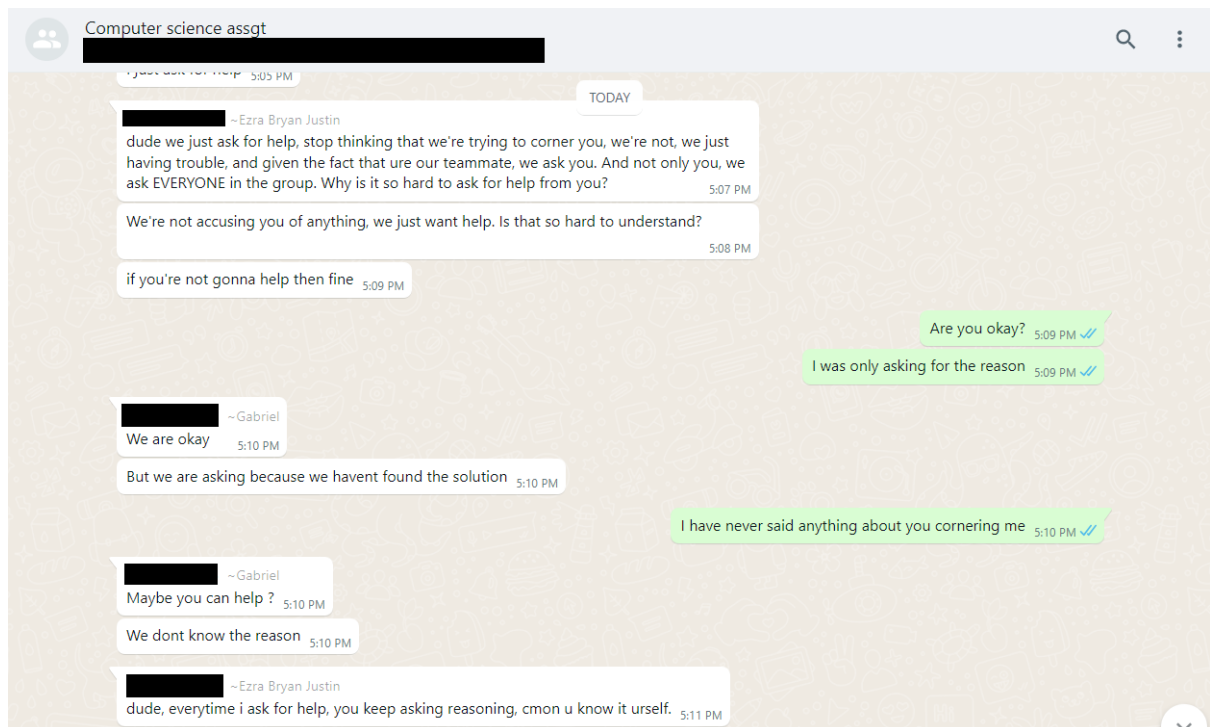 Computer science assgt
I just ask for help 5:05 PM
TODAY
~Ezra Bryan Justin
dude we just ask for help, stop thinking that we're trying to corner you, we're not, we just
having trouble, and given the fact that ure our teammate, we ask you. And not only you, we
ask EVERYONE in the group. Why is it so hard to ask for help from you? 5:07 PM
We're not accusing you of anything, we just want help. Is that so hard to understand?
5:08 PM
if you're not gonna help then fine 5:09 PM
Are you okay? 5:09 PM
I was only asking for the reason 5:09 PM
~Gabriel
We are okay 5:10 PM
But we are asking because we havent found the solution 5:10 PM
I have never said anything about you cornering me 5:10 PM
~Gabriel
Maybe you can help ? 5:10 PM
We dont know the reason 5:10 PM
~Ezra Bryan Justin
dude, everytime i ask for help, you keep asking reasoning, cmon u know it urself. 5:11 PM